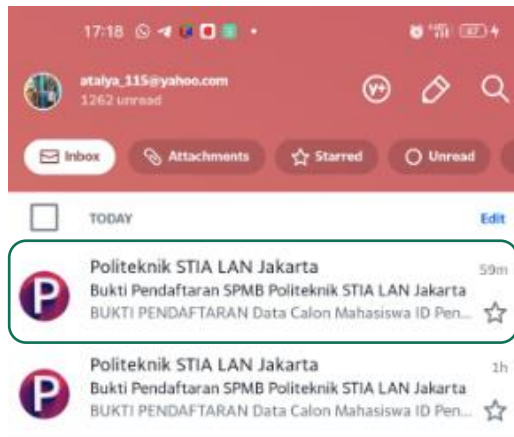 17:18
atalya_115@yahoo.com
1262 unread
Inbox Attachments Starred Unread
TODAY Edit
Politeknik STIA LAN Jakarta 59m
Bukti Pendaftaran SPMB Politeknik STIA LAN Jakarta
BUKTI PENDAFTARAN Data Calon Mahasiswa ID Pen...
Politeknik STIA LAN Jakarta 1h
Bukti Pendaftaran SPMB Politeknik STIA LAN Jakarta
BUKTI PENDAFTARAN Data Calon Mahasiswa ID Pen...